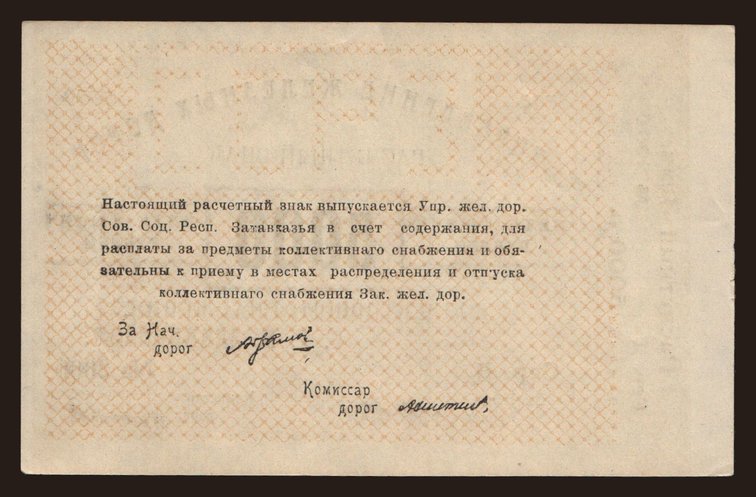 Настоящий расчетный знак выпускается Упр. жел. дор.
Сов. Соц. Респ. Закавказья в счет содержания, для
расплаты за предметы коллективнаго снабжения и обя-
зательны к приему в местах распределения и отпуска
коллективнаго снабжения Зак. жел. дор.
За Нач.
дорог
Комиссар
дорог